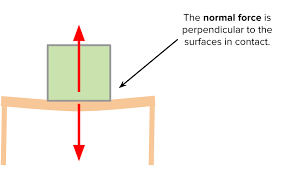 The normal force is
perpendicular to the
surfaces in contact.